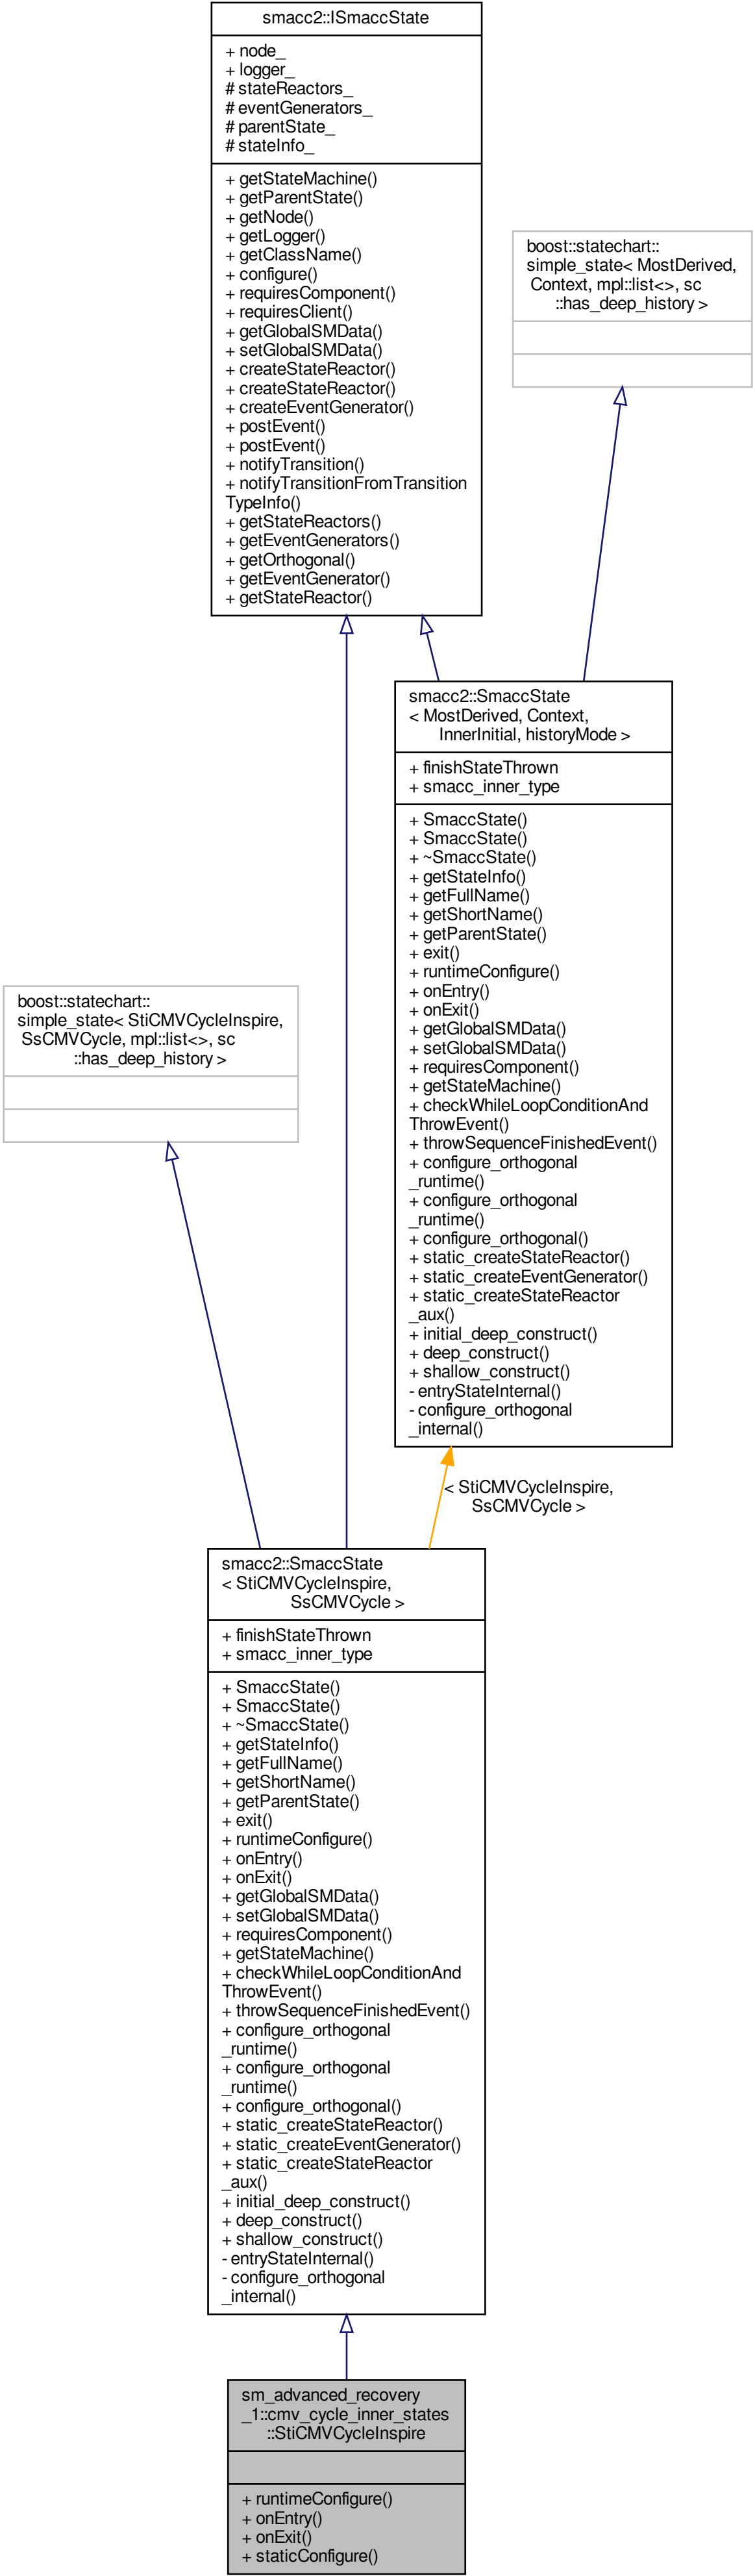 smacc2::ISmaccState
+ node_
+ logger_
# stateReactors_
# eventGenerators_
# parentState_
# stateInfo_
+ getStateMachine()
+ getParentState()
+ getNode()
+ getLogger()
+ getClassName()
+ configure()
+ requiresComponent()
+ requiresClient()
+ getGlobalSMData()
+ setGlobalSMData()
+ createStateReactor()
+ createStateReactor()
+ createEventGenerator()
+ postEvent()
+ postEvent()
+ notifyTransition()
+ notifyTransitionFromTransition
TypeInfo()
+ getStateReactors()
+ getEventGenerators()
+ getOrthogonal()
+ getEventGenerator()
+ getStateReactor()
boost::statechart::
simple_state< MostDerived,
Context, mpl::list<>, sc
::has_deep_history >
smacc2::SmaccState
< MostDerived, Context,
InnerInitial, historyMode >
+ finishStateThrown
+ smacc_inner_type
+ SmaccState()
+ SmaccState()
+ ~SmaccState()
+ getStateInfo()
+ getFullName()
+ getShortName()
+ getParentState()
+ exit()
+ runtimeConfigure()
+ onEntry()
+ onExit()
+ getGlobalSMData()
+ setGlobalSMData()
+ requiresComponent()
+ getStateMachine()
+ checkWhileLoopConditionAnd
ThrowEvent()
+ throwSequenceFinishedEvent()
+ configure_orthogonal
_runtime()
+ configure_orthogonal
_runtime()
+ configure_orthogonal()
+ static_createStateReactor()
+ static_createEventGenerator()
+ static_createStateReactor
_aux()
+ initial_deep_construct()
+ deep_construct()
+ shallow_construct()
- entryStateInternal()
- configure_orthogonal
_internal()
boost::statechart::
simple_state< StiCMVCycleInspire,
SsCMVCycle, mpl::list<>, sc
::has_deep_history >
< StiCMVCycleInspire,
SsCMVCycle >
smacc2::SmaccState
< StiCMVCycleInspire,
SsCMVCycle >
+ finishStateThrown
+ smacc_inner_type
+ SmaccState()
+ SmaccState()
+ ~SmaccState()
+ getStateInfo()
+ getFullName()
+ getShortName()
+ getParentState()
+ exit()
+ runtimeConfigure()
+ onEntry()
+ onExit()
+ getGlobalSMData()
+ setGlobalSMData()
+ requiresComponent()
+ getStateMachine()
+ checkWhileLoopConditionAnd
ThrowEvent()
+ throwSequenceFinishedEvent()
+ configure_orthogonal
_runtime()
+ configure_orthogonal
_runtime()
+ configure_orthogonal()
+ static_createStateReactor()
+ static_createEventGenerator()
+ static_createStateReactor
_aux()
+ initial_deep_construct()
+ deep_construct()
+ shallow_construct()
- entryStateInternal()
- configure_orthogonal
_internal()
sm_advanced_recovery
_1::cmv_cycle_inner_states
::StiCMVCycleInspire
+ runtimeConfigure()
+ onEntry()
+ onExit()
+ staticConfigure()